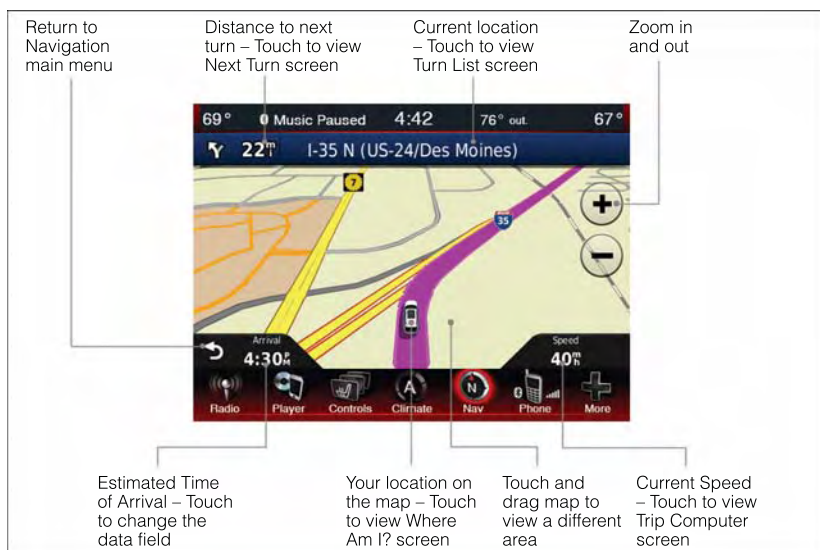 Return to
Navigation
main menu
Distance to next
turn – Touch to view
Next Turn screen
Current location
– Touch to view
Turn List screen
Zoom in
and out
69° 0 Music Paused 4:42 76° out. 67°
22 mi I-35 N (US-24/Des Moines)
7
35
Arrival
4:30 PM
Speed
40 mh
Radio Player Controls A Climate N Nav Phone More
Estimated Time
of Arrival – Touch
to change the
data field
Your location on
the map – Touch
to view Where
Am I? screen
Touch and
drag map to
view a different
area
Current Speed
– Touch to view
Trip Computer
screen